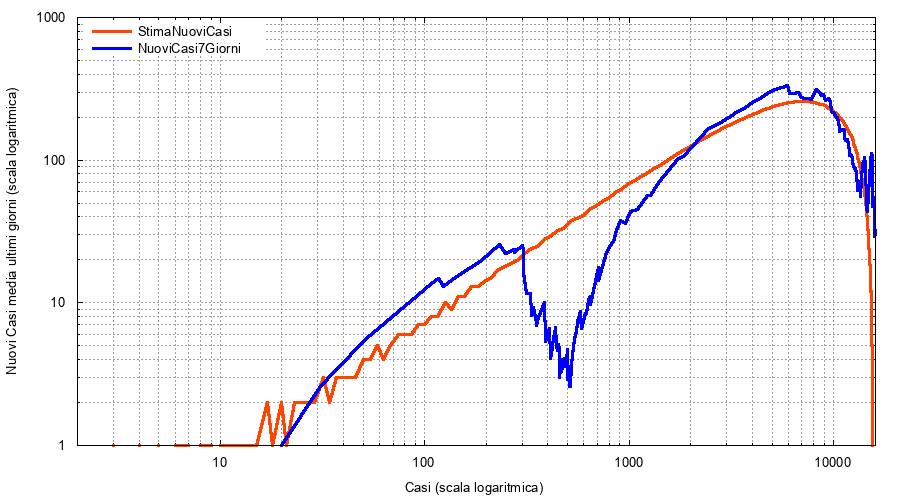 1000
StimaNuoviCasi
NuoviCasi7Giorni
100
Nuovi Casi media ultimi giorni (scala logaritmica)
10
1
10
100
1000
10000
Casi (scala logaritmica)